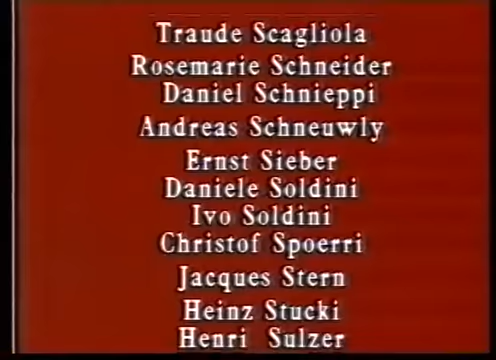 Traude Scagliola
Rosemarie Schneider
Daniel Schnieppi
Andreas Schneuwly
Ernst Sieber
Daniele Soldini
Ivo Soldini
Christof Spoerri
Jacques Stern
Heinz Stucki
Henri Sulzer